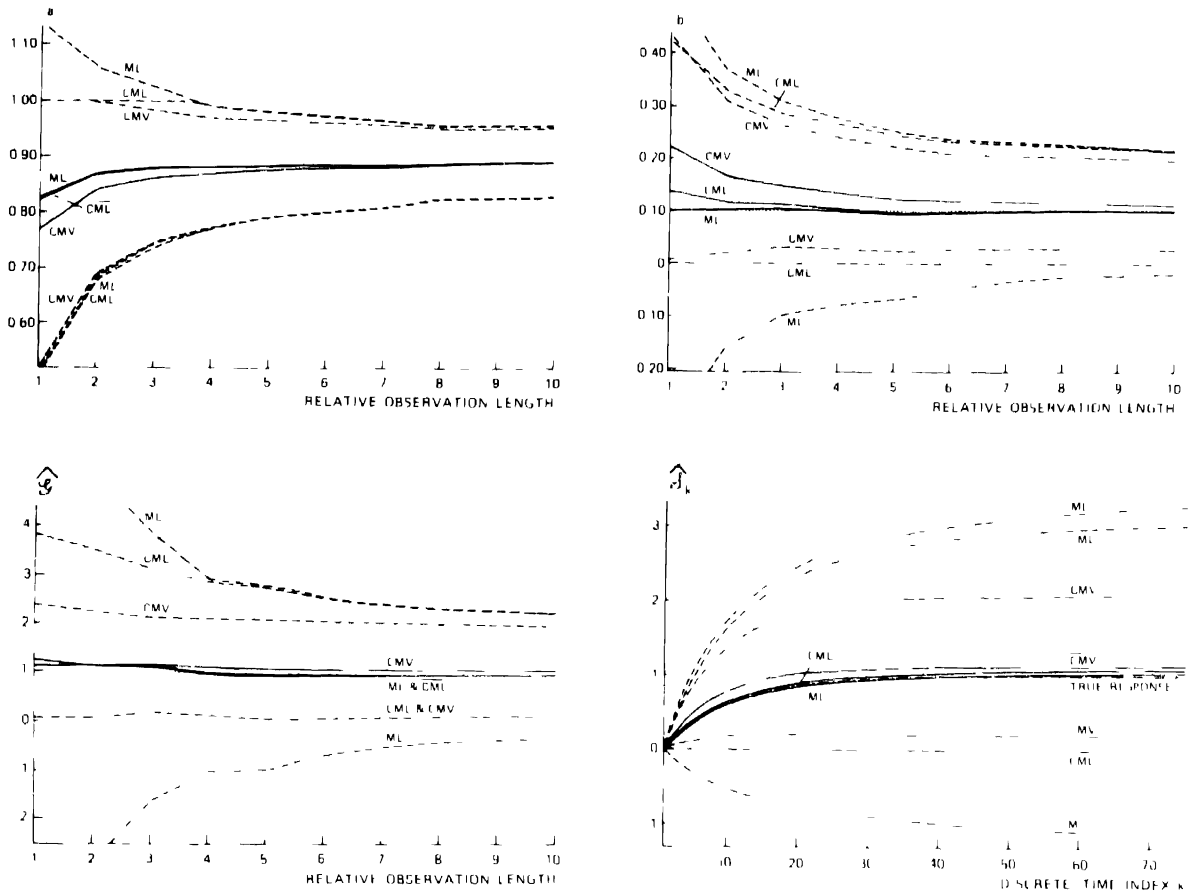 a
1 10
1 00
0 90
0 80
0 70
0 60
ML
CML
CMV
ML
CML
CMV
CMV
ML
CML
1 2 3 4 5 6 7 8 9 10
RELATIVE OBSERVATION LENGTH
b
0 40
0 30
0 20
0 10
0
0 10
0 20
ML
CML
CMV
CMV
CML
ML
CMV
CML
ML
1 2 3 4 5 6 7 8 9 10
RELATIVE OBSERVATION LENGTH
4
3
2
1
0
1
2
ML
CML
CMV
CMV
ML & CML
CML & CMV
ML
1 2 3 4 5 6 7 8 9 10
RELATIVE OBSERVATION LENGTH
3
2
1
0
1
ML
ML
CMV
CML
CMV
TRUE RESPONSE
ML
MV
CML
M
10 20 30 40 50 60 70
DISCRETE TIME INDEX k